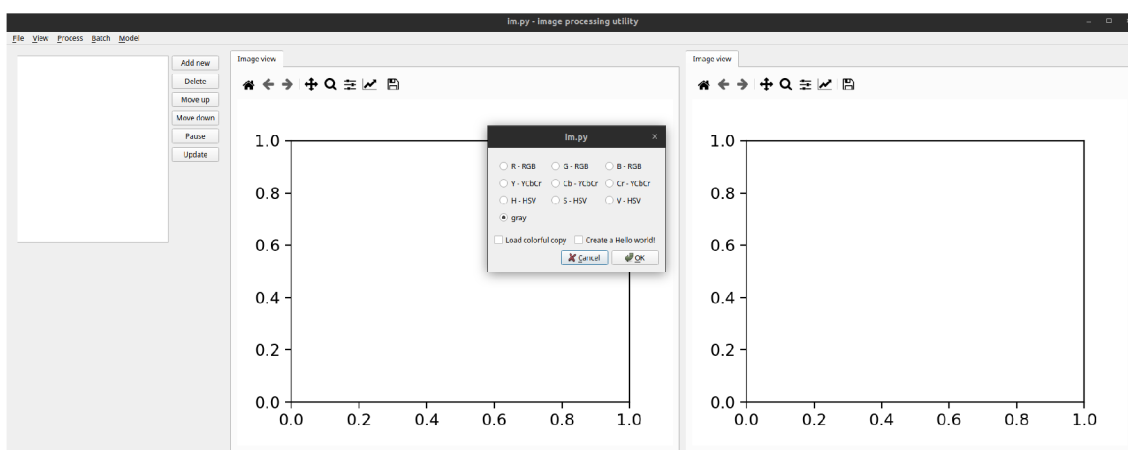 im.py - image processing utility
File View Process Batch Model
Add new
Delete
Move up
Move down
Pause
Update
Image view
1.0
0.8
0.6
0.4
0.2
0.0
0.0 0.2 0.4 0.6 0.8 1.0
im.py
R - RGB G - RGB B - RGB
Y - YCbCr Cb - YCbCr Cr - YCbCr
H - HSV S - HSV V - HSV
gray
Load colorful copy Create a Hello world!
Cancel OK
Image view
1.0
0.8
0.6
0.4
0.2
0.0
0.0 0.2 0.4 0.6 0.8 1.0